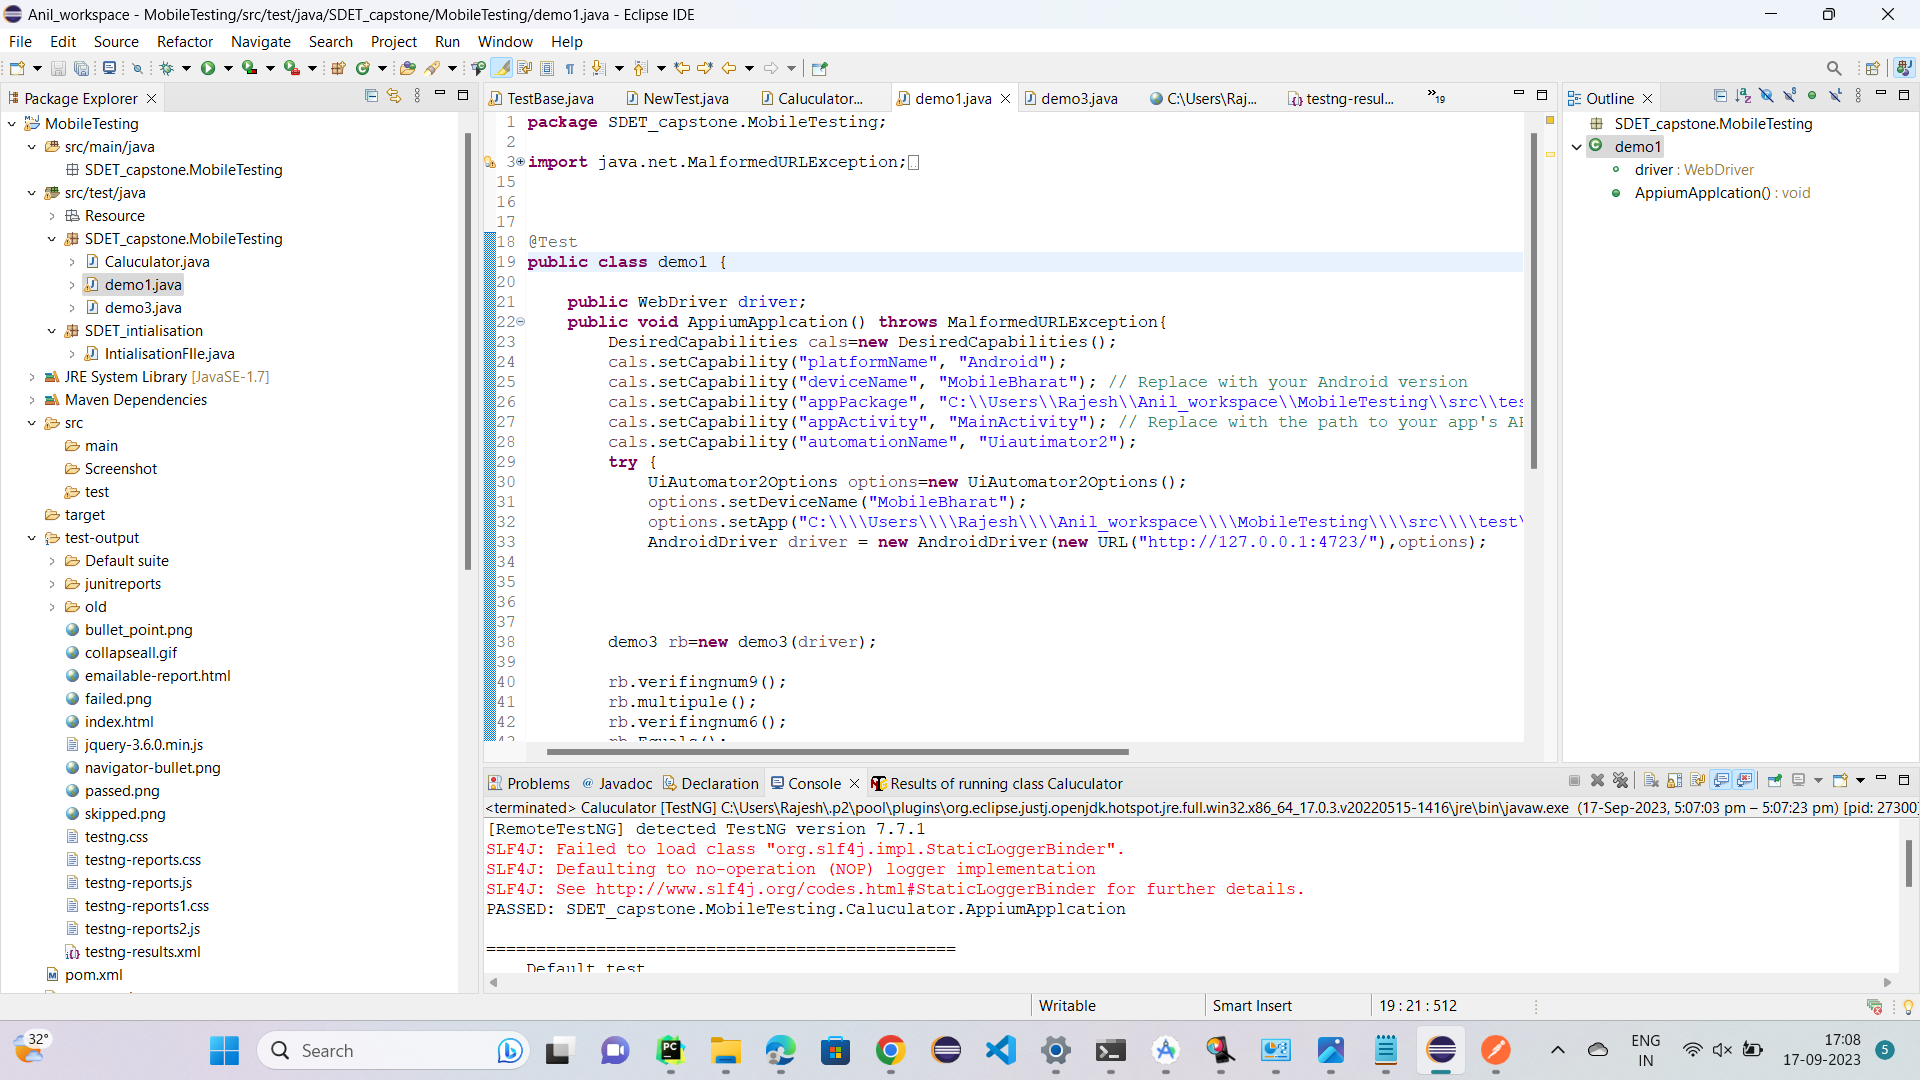 Anil_workspace - MobileTesting/src/test/java/SDET_capstone/MobileTesting/demo1.java - Eclipse IDE
File Edit Source Refactor Navigate Search Project Run Window Help
Package Explorer
MobileTesting
src/main/java
SDET_capstone.MobileTesting
src/test/java
Resource
SDET_capstone.MobileTesting
Caluculator.java
demo1.java
demo3.java
SDET_intialisation
IntialisationFIle.java
JRE System Library [JavaSE-1.7]
Maven Dependencies
src
main
Screenshot
test
target
test-output
Default suite
junitreports
old
bullet_point.png
collapseall.gif
emailable-report.html
failed.png
index.html
jquery-3.6.0.min.js
navigator-bullet.png
passed.png
skipped.png
testng.css
testng-reports.css
testng-reports.js
testng-reports1.css
testng-reports2.js
testng-results.xml
pom.xml
TestBase.java NewTest.java Caluculator... demo1.java demo3.java C:\Users\Raj... testng-resul... »19
1 package SDET_capstone.MobileTesting;
2
3 import java.net.MalformedURLException;
15
16
17
18 @Test
19 public class demo1 {
20
21 public WebDriver driver;
22 public void AppiumApplcation() throws MalformedURLException{
23 DesiredCapabilities cals=new DesiredCapabilities();
24 cals.setCapability("platformName", "Android");
25 cals.setCapability("deviceName", "MobileBharat"); // Replace with your Android version
26 cals.setCapability("appPackage", "C:\\Users\\Rajesh\\Anil_workspace\\MobileTesting\\src\\tes
27 cals.setCapability("appActivity", "MainActivity"); // Replace with the path to your app's AP
28 cals.setCapability("automationName", "Uiautimator2");
29 try {
30 UiAutomator2Options options=new UiAutomator2Options();
31 options.setDeviceName("MobileBharat");
32 options.setApp("C:\\\\Users\\\\Rajesh\\\\Anil_workspace\\\\MobileTesting\\\\src\\\\test\
33 AndroidDriver driver = new AndroidDriver(new URL("http://127.0.0.1:4723/"),options);
34
35
36
37
38 demo3 rb=new demo3(driver);
39
40 rb.verifingnum9();
41 rb.multipule();
42 rb.verifingnum6();
43 rb.Equals();
Outline
SDET_capstone.MobileTesting
demo1
driver : WebDriver
AppiumApplcation() : void
Problems Javadoc Declaration Console Results of running class Caluculator
<terminated> Caluculator [TestNG] C:\Users\Rajesh\.p2\pool\plugins\org.eclipse.justj.openjdk.hotspot.jre.full.win32.x86_64_17.0.3.v20220515-1416\jre\bin\javaw.exe (17-Sep-2023, 5:07:03 pm – 5:07:23 pm) [pid: 27300]
[RemoteTestNG] detected TestNG version 7.7.1
SLF4J: Failed to load class "org.slf4j.impl.StaticLoggerBinder".
SLF4J: Defaulting to no-operation (NOP) logger implementation
SLF4J: See http://www.slf4j.org/codes.html#StaticLoggerBinder for further details.
PASSED: SDET_capstone.MobileTesting.Caluculator.AppiumApplcation
===============================================
Default test
Writable Smart Insert 19 : 21 : 512
32°
Search
ENG
IN
17:08
17-09-2023
5